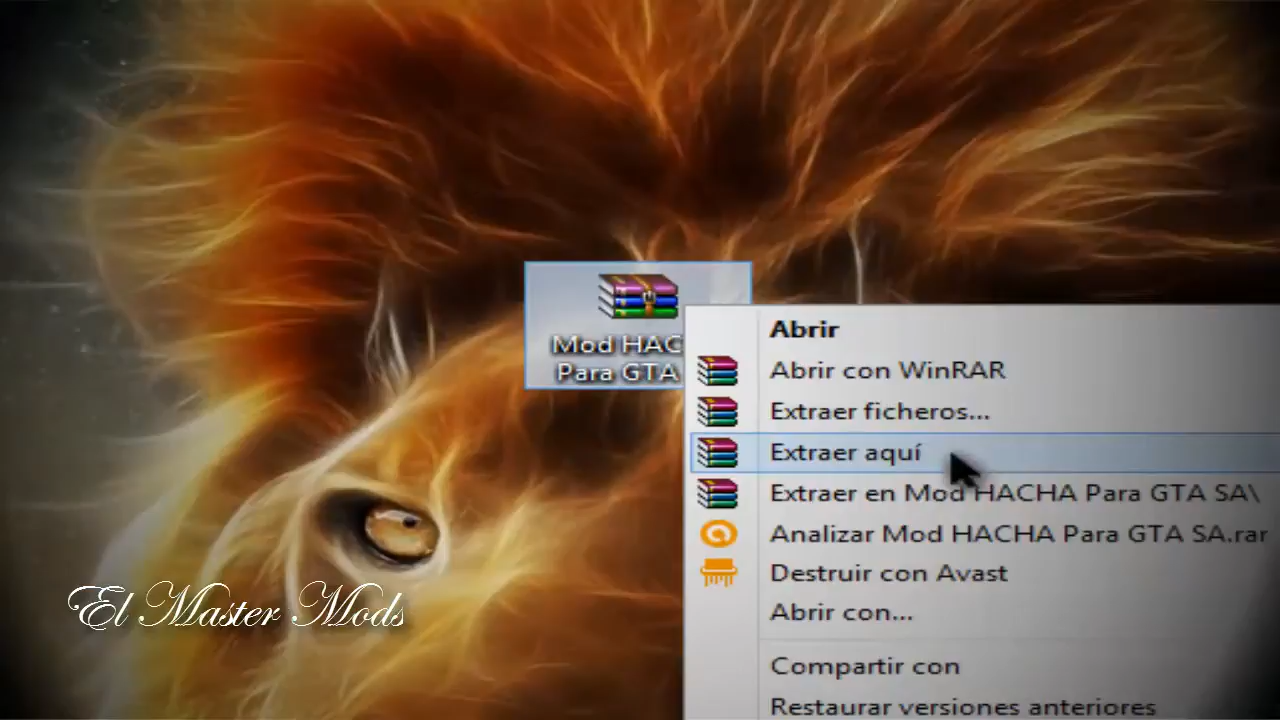 Mod HAC
Para GTA
Abrir
Abrir con WinRAR
Extraer ficheros...
Extraer aquí
Extraer en Mod HACHA Para GTA SA\
Analizar Mod HACHA Para GTA SA.rar
Destruir con Avast
Abrir con...
Compartir con
Restaurar versiones anteriores
El Master Mods